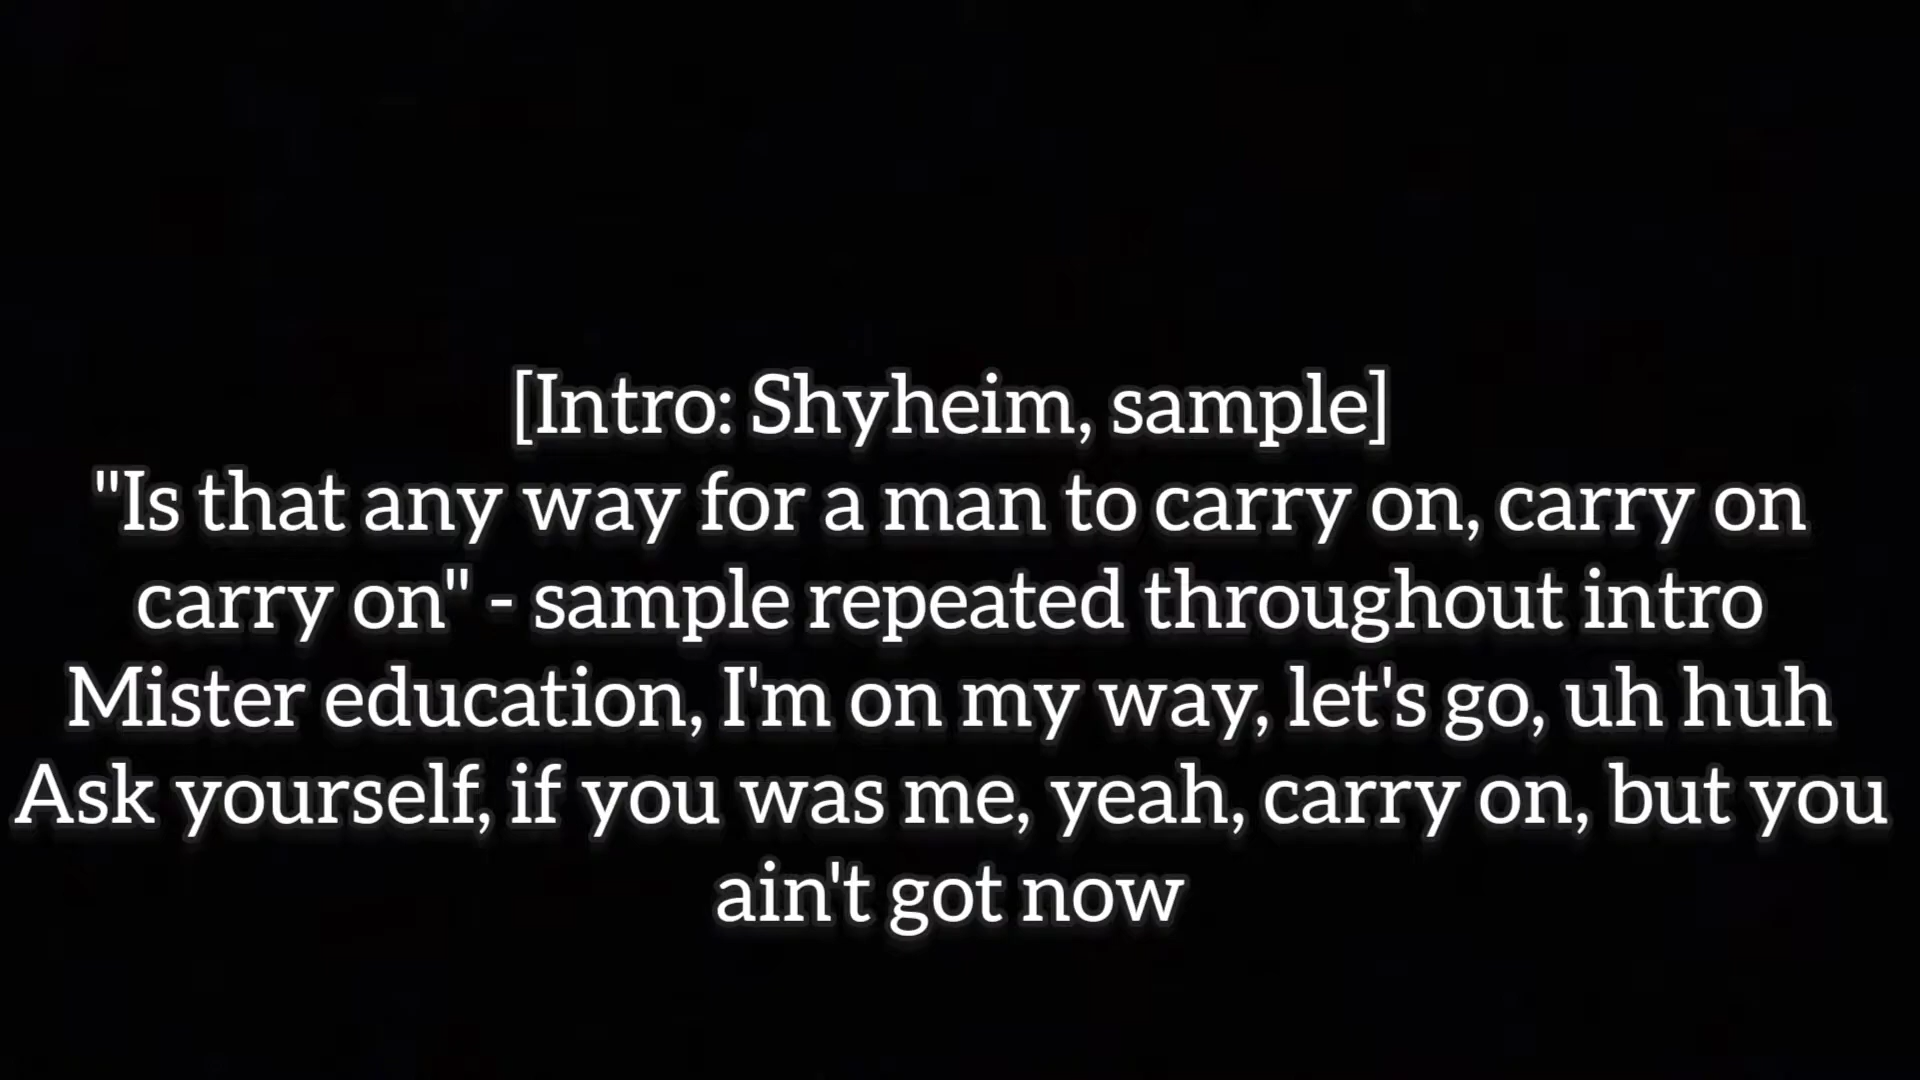 [Intro: Shyheim, sample]
"Is that any way for a man to carry on, carry on
carry on" - sample repeated throughout intro
Mister education, I'm on my way, let's go, uh huh
Ask yourself, if you was me, yeah, carry on, but you
ain't got now